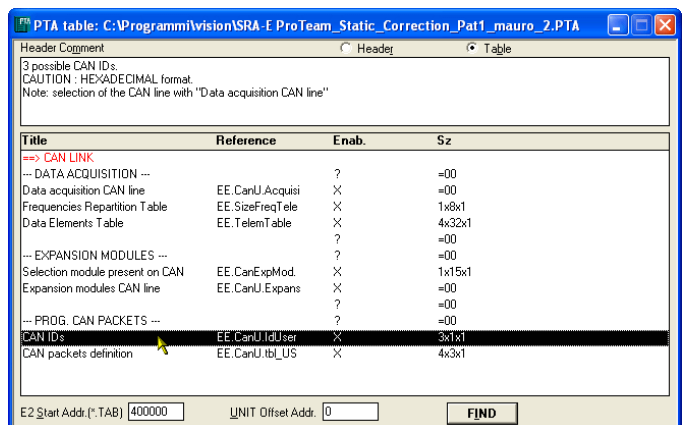 PTA table: C:\Programmi\vision\SRA-E ProTeam_Static_Correction_Pat1_mauro_2.PTA
Header Comment Header Table
3 possible CAN IDs.
CAUTION : HEXADECIMAL format.
Note: selection of the CAN line with "Data acquisition CAN line"
Title Reference Enab. Sz
==> CAN LINK
--- DATA ACQUISITION --- ? =00
Data acquisition CAN line EE.CanU.Acquisi X =00
Frequencies Repartition Table EE.SizeFreqTele X 1x8x1
Data Elements Table EE.TelemTable X 4x32x1
? =00
--- EXPANSION MODULES --- ? =00
Selection module present on CAN EE.CanExpMod. X 1x15x1
Expansion modules CAN line EE.CanU.Expans X =00
? =00
--- PROG. CAN PACKETS --- ? =00
CAN IDs EE.CanU.IdUser X 3x1x1
CAN packets definition EE.CanU.tbl_US X 4x3x1
E2 Start Addr.(*.TAB) 400000 UNIT Offset Addr. 0 FIND